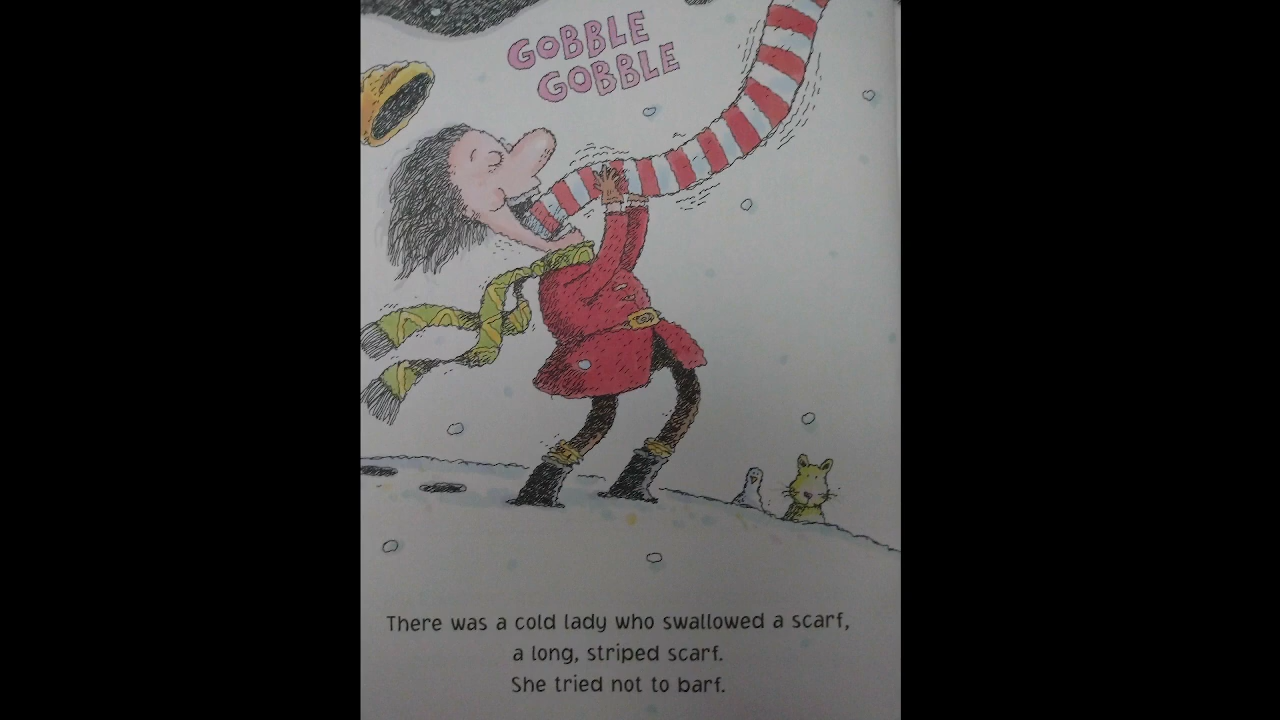 GOBBLE
GOBBLE
There was a cold lady who swallowed a scarf,
a long, striped scarf.
She tried not to barf.